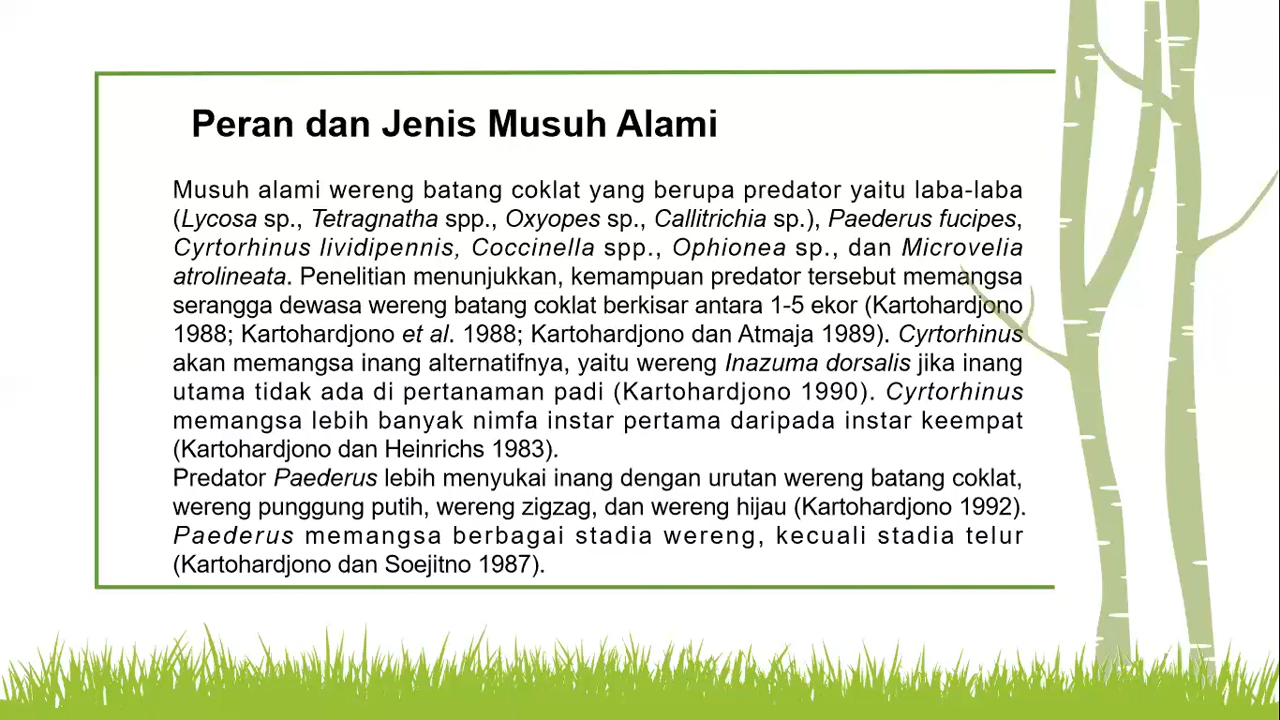 Peran dan Jenis Musuh Alami
Musuh alami wereng batang coklat yang berupa predator yaitu laba-laba
(Lycosa sp., Tetragnatha spp., Oxyopes sp., Callitrichia sp.), Paederus fucipes,
Cyrtorhinus lividipennis, Coccinella spp., Ophionea sp., dan Microvelia
atrolineata. Penelitian menunjukkan, kemampuan predator tersebut memangsa
serangga dewasa wereng batang coklat berkisar antara 1-5 ekor (Kartohardjono
1988; Kartohardjono et al. 1988; Kartohardjono dan Atmaja 1989). Cyrtorhinus
akan memangsa inang alternatifnya, yaitu wereng Inazuma dorsalis jika inang
utama tidak ada di pertanaman padi (Kartohardjono 1990). Cyrtorhinus
memangsa lebih banyak nimfa instar pertama daripada instar keempat
(Kartohardjono dan Heinrichs 1983).
Predator Paederus lebih menyukai inang dengan urutan wereng batang coklat,
wereng punggung putih, wereng zigzag, dan wereng hijau (Kartohardjono 1992).
Paederus memangsa berbagai stadia wereng, kecuali stadia telur
(Kartohardjono dan Soejitno 1987).